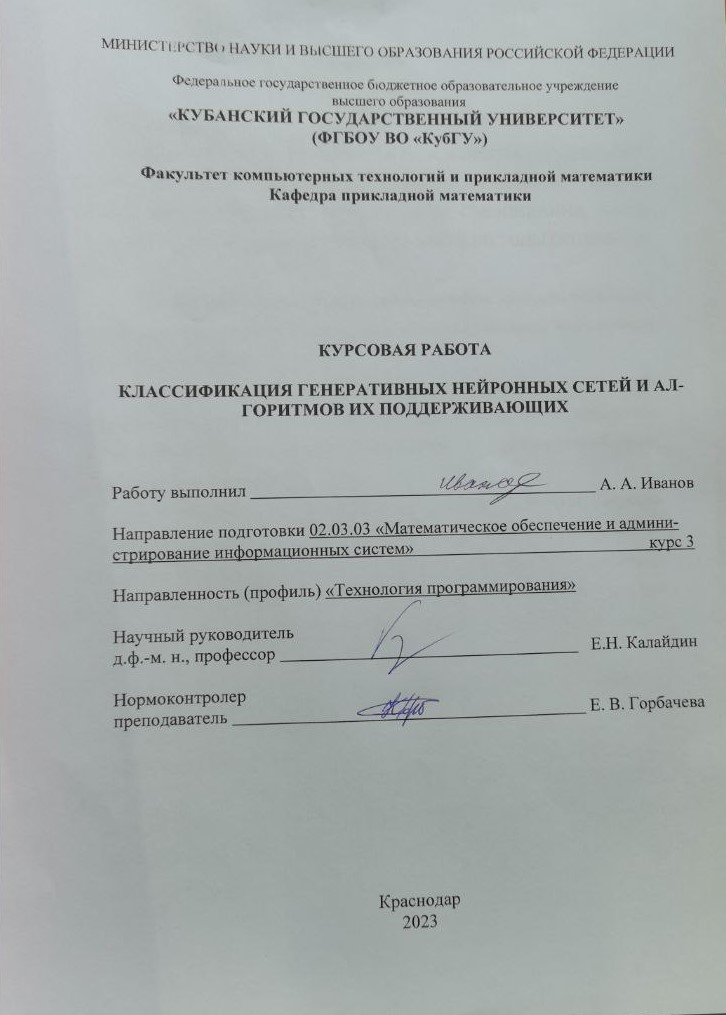 МИНИСТЕРСТВО НАУКИ И ВЫСШЕГО ОБРАЗОВАНИЯ РОССИЙСКОЙ ФЕДЕРАЦИИ
Федеральное государственное бюджетное образовательное учреждение
высшего образования
«КУБАНСКИЙ ГОСУДАРСТВЕННЫЙ УНИВЕРСИТЕТ»
(ФГБОУ ВО «КубГУ»)
Факультет компьютерных технологий и прикладной математики
Кафедра прикладной математики
КУРСОВАЯ РАБОТА
КЛАССИФИКАЦИЯ ГЕНЕРАТИВНЫХ НЕЙРОННЫХ СЕТЕЙ И АЛ-
ГОРИТМОВ ИХ ПОДДЕРЖИВАЮЩИХ
Работу выполнил Иванов А. А. Иванов
Направление подготовки 02.03.03 «Математическое обеспечение и админи-
стрирование информационных систем» курс 3
Направленность (профиль) «Технология программирования»
Научный руководитель
д.ф.-м. н., профессор Е.Н. Калайдин
Нормоконтролер
преподаватель Е. В. Горбачева
Краснодар
2023